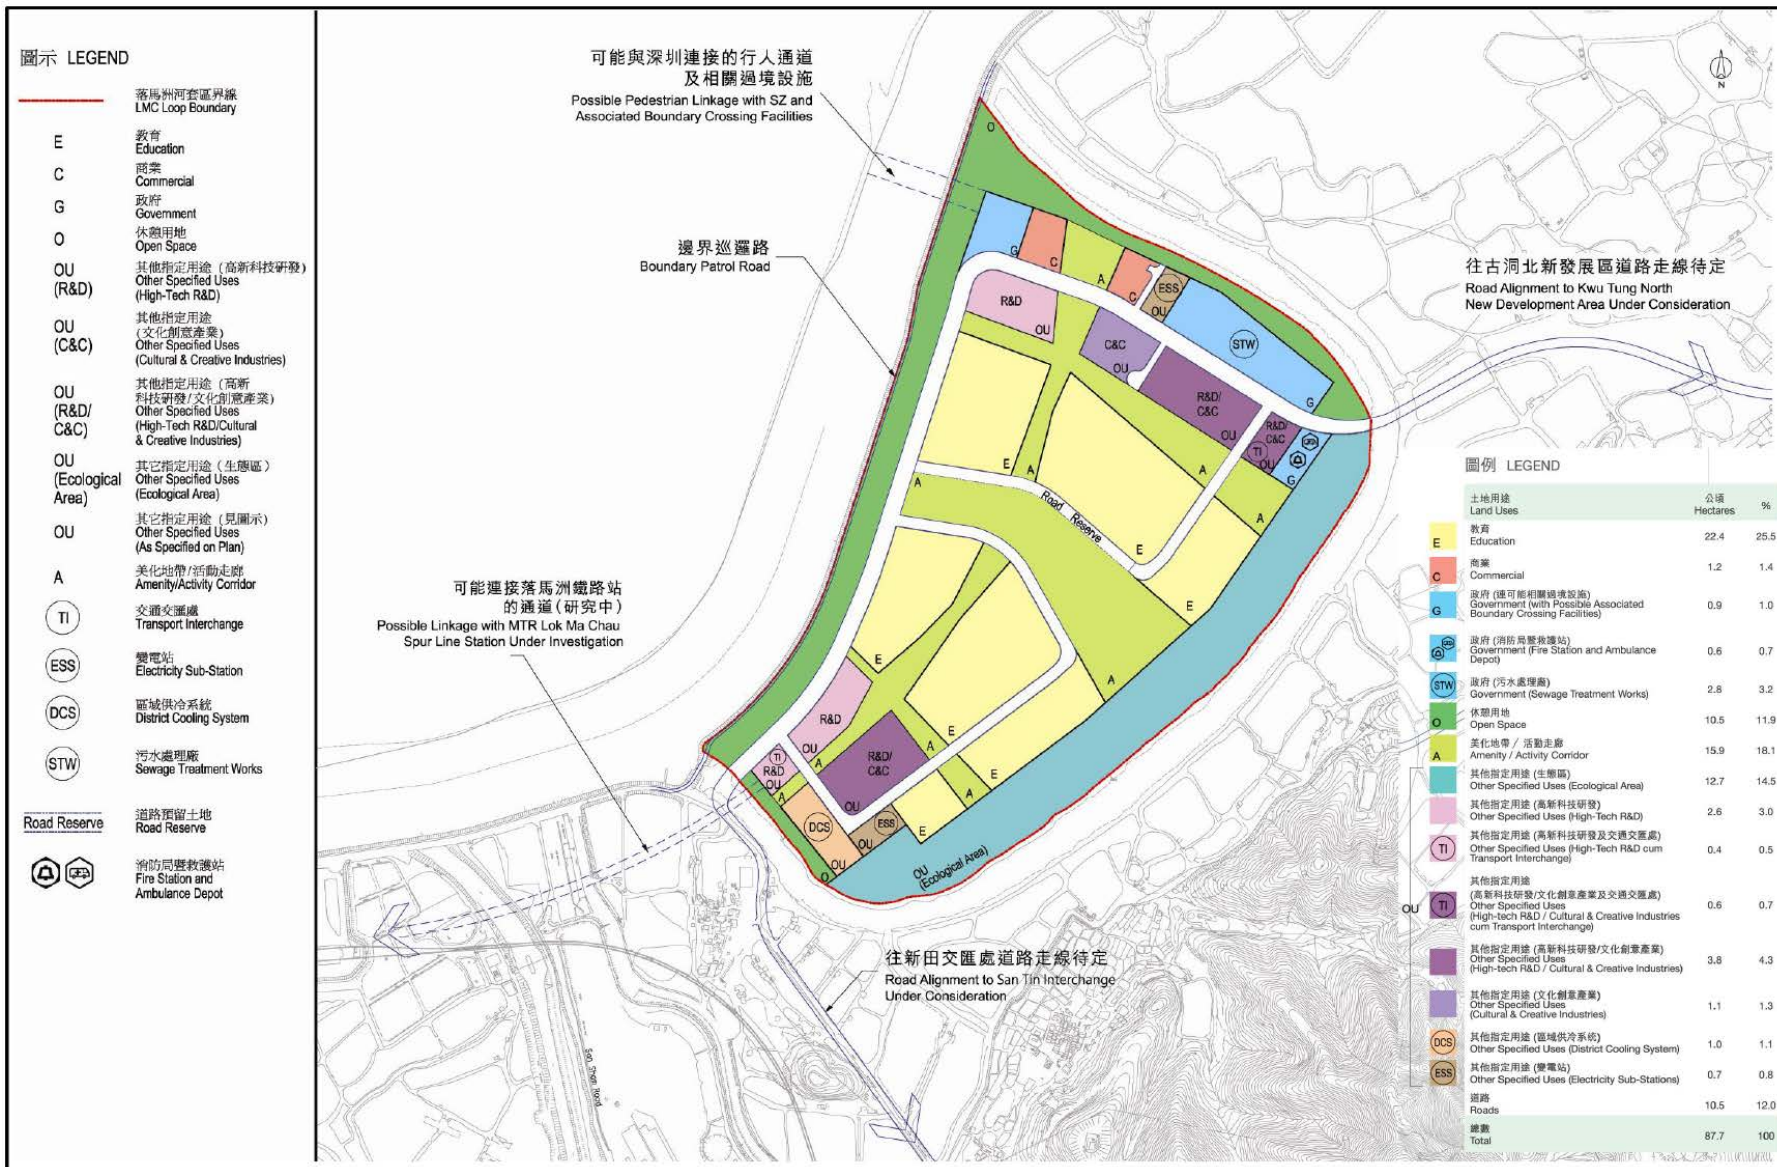 圖示 LEGEND
落馬洲河套區界線
LMC Loop Boundary
E
教育
Education
C
商業
Commercial
G
政府
Government
O
休憩用地
Open Space
OU
(R&D)
其他指定用途 (高新科技研發)
Other Specified Uses
(High-Tech R&D)
OU
(C&C)
其他指定用途
(文化創意產業)
Other Specified Uses
(Cultural & Creative Industries)
OU
(R&D/
C&C)
其他指定用途 (高新
科技研發/文化創意產業)
Other Specified Uses
(High-Tech R&D/Cultural
& Creative Industries)
OU
(Ecological
Area)
其它指定用途 (生態區)
Other Specified Uses
(Ecological Area)
OU
其它指定用途 (見圖示)
Other Specified Uses
(As Specified on Plan)
A
美化地帶/活動走廊
Amenity/Activity Corridor
TI
交通交匯處
Transport Interchange
ESS
變電站
Electricity Sub-Station
DCS
區域供冷系統
District Cooling System
STW
污水處理廠
Sewage Treatment Works
Road Reserve
道路預留土地
Road Reserve
消防局暨救護站
Fire Station and
Ambulance Depot
可能與深圳連接的行人通道
及相關過境設施
Possible Pedestrian Linkage with SZ and
Associated Boundary Crossing Facilities
邊界巡邏路
Boundary Patrol Road
可能連接落馬洲鐵路站
的通道(研究中)
Possible Linkage with MTR Lok Ma Chau
Spur Line Station Under Investigation
往新田交匯處道路走線待定
Road Alignment to San Tin Interchange
Under Consideration
往古洞北新發展區道路走線待定
Road Alignment to Kwu Tung North
New Development Area Under Consideration
N
O
G
C
A
C
ESS
OU
STW
G
R&D
OU
C&C
OU
R&D/
C&C
OU
R&D/
C&C
TI
OU
G
E
A
A
A
A
Road Reserve
E
E
E
A
R&D
OU
A
TI
R&D
OU
A
R&D/
C&C
OU
A
E
E
A
DCS
OU
ESS
OU
E
O
OU
(Ecological Area)
San Sham Road
圖例 LEGEND
土地用途
Land Uses
公頃
Hectares
%
E
教育
Education
22.4 25.5
C
商業
Commercial
1.2 1.4
G
政府 (連可能相關過境設施)
Government (with Possible Associated
Boundary Crossing Facilities)
0.9 1.0
政府 (消防局暨救護站)
Government (Fire Station and Ambulance
Depot)
0.6 0.7
STW
政府 (污水處理廠)
Government (Sewage Treatment Works)
2.8 3.2
O
休憩用地
Open Space
10.5 11.9
A
美化地帶 / 活動走廊
Amenity / Activity Corridor
15.9 18.1
OU
其他指定用途 (生態區)
Other Specified Uses (Ecological Area)
12.7 14.5
其他指定用途 (高新科技研發)
Other Specified Uses (High-Tech R&D)
2.6 3.0
TI
其他指定用途 (高新科技研發及交通交匯處)
Other Specified Uses (High-Tech R&D cum
Transport Interchange)
0.4 0.5
TI
其他指定用途
(高新科技研發/文化創意產業及交通交匯處)
Other Specified Uses
(High-tech R&D / Cultural & Creative Industries
cum Transport Interchange)
0.6 0.7
其他指定用途 (高新科技研發/文化創意產業)
Other Specified Uses
(High-tech R&D / Cultural & Creative Industries)
3.8 4.3
其他指定用途 (文化創意產業)
Other Specified Uses
(Cultural & Creative Industries)
1.1 1.3
DCS
其他指定用途 (區域供冷系統)
Other Specified Uses (District Cooling System)
1.0 1.1
ESS
其他指定用途 (變電站)
Other Specified Uses (Electricity Sub-Stations)
0.7 0.8
道路
Roads
10.5 12.0
總數
Total
87.7 100